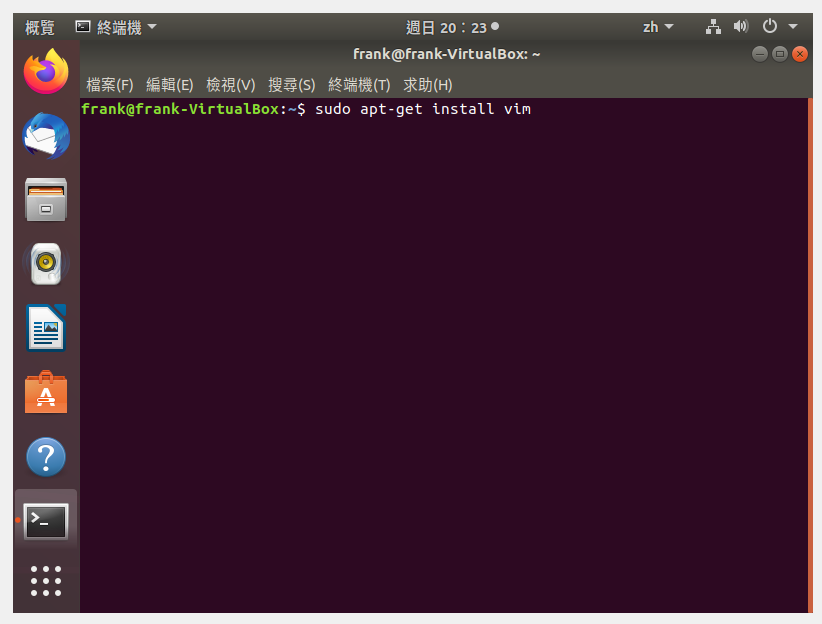 概覽 終端機 週日 20：23 zh
frank@frank-VirtualBox: ~
檔案(F) 編輯(E) 檢視(V) 搜尋(S) 終端機(T) 求助(H)
frank@frank-VirtualBox:~$ sudo apt-get install vim